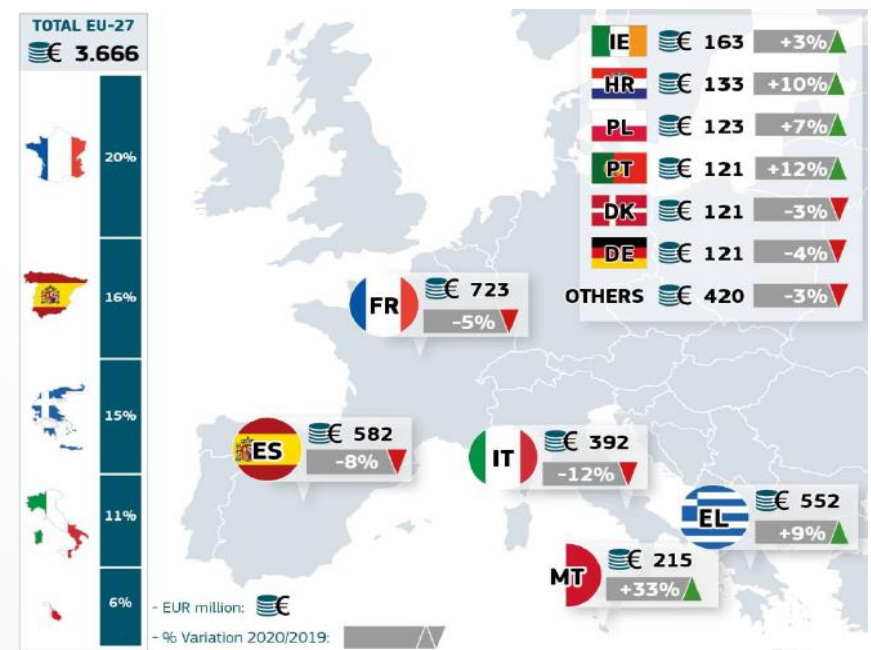 TOTAL EU-27
€ 3.666
20%
16%
15%
11%
6%
IE € 163 +3%
HR € 133 +10%
PL € 123 +7%
PT € 121 +12%
DK € 121 -3%
DE € 121 -4%
OTHERS € 420 -3%
FR € 723
-5%
ES € 582
-8%
IT € 392
-12%
EL € 552
+9%
MT € 215
+33%
- EUR million: €
- % Variation 2020/2019: